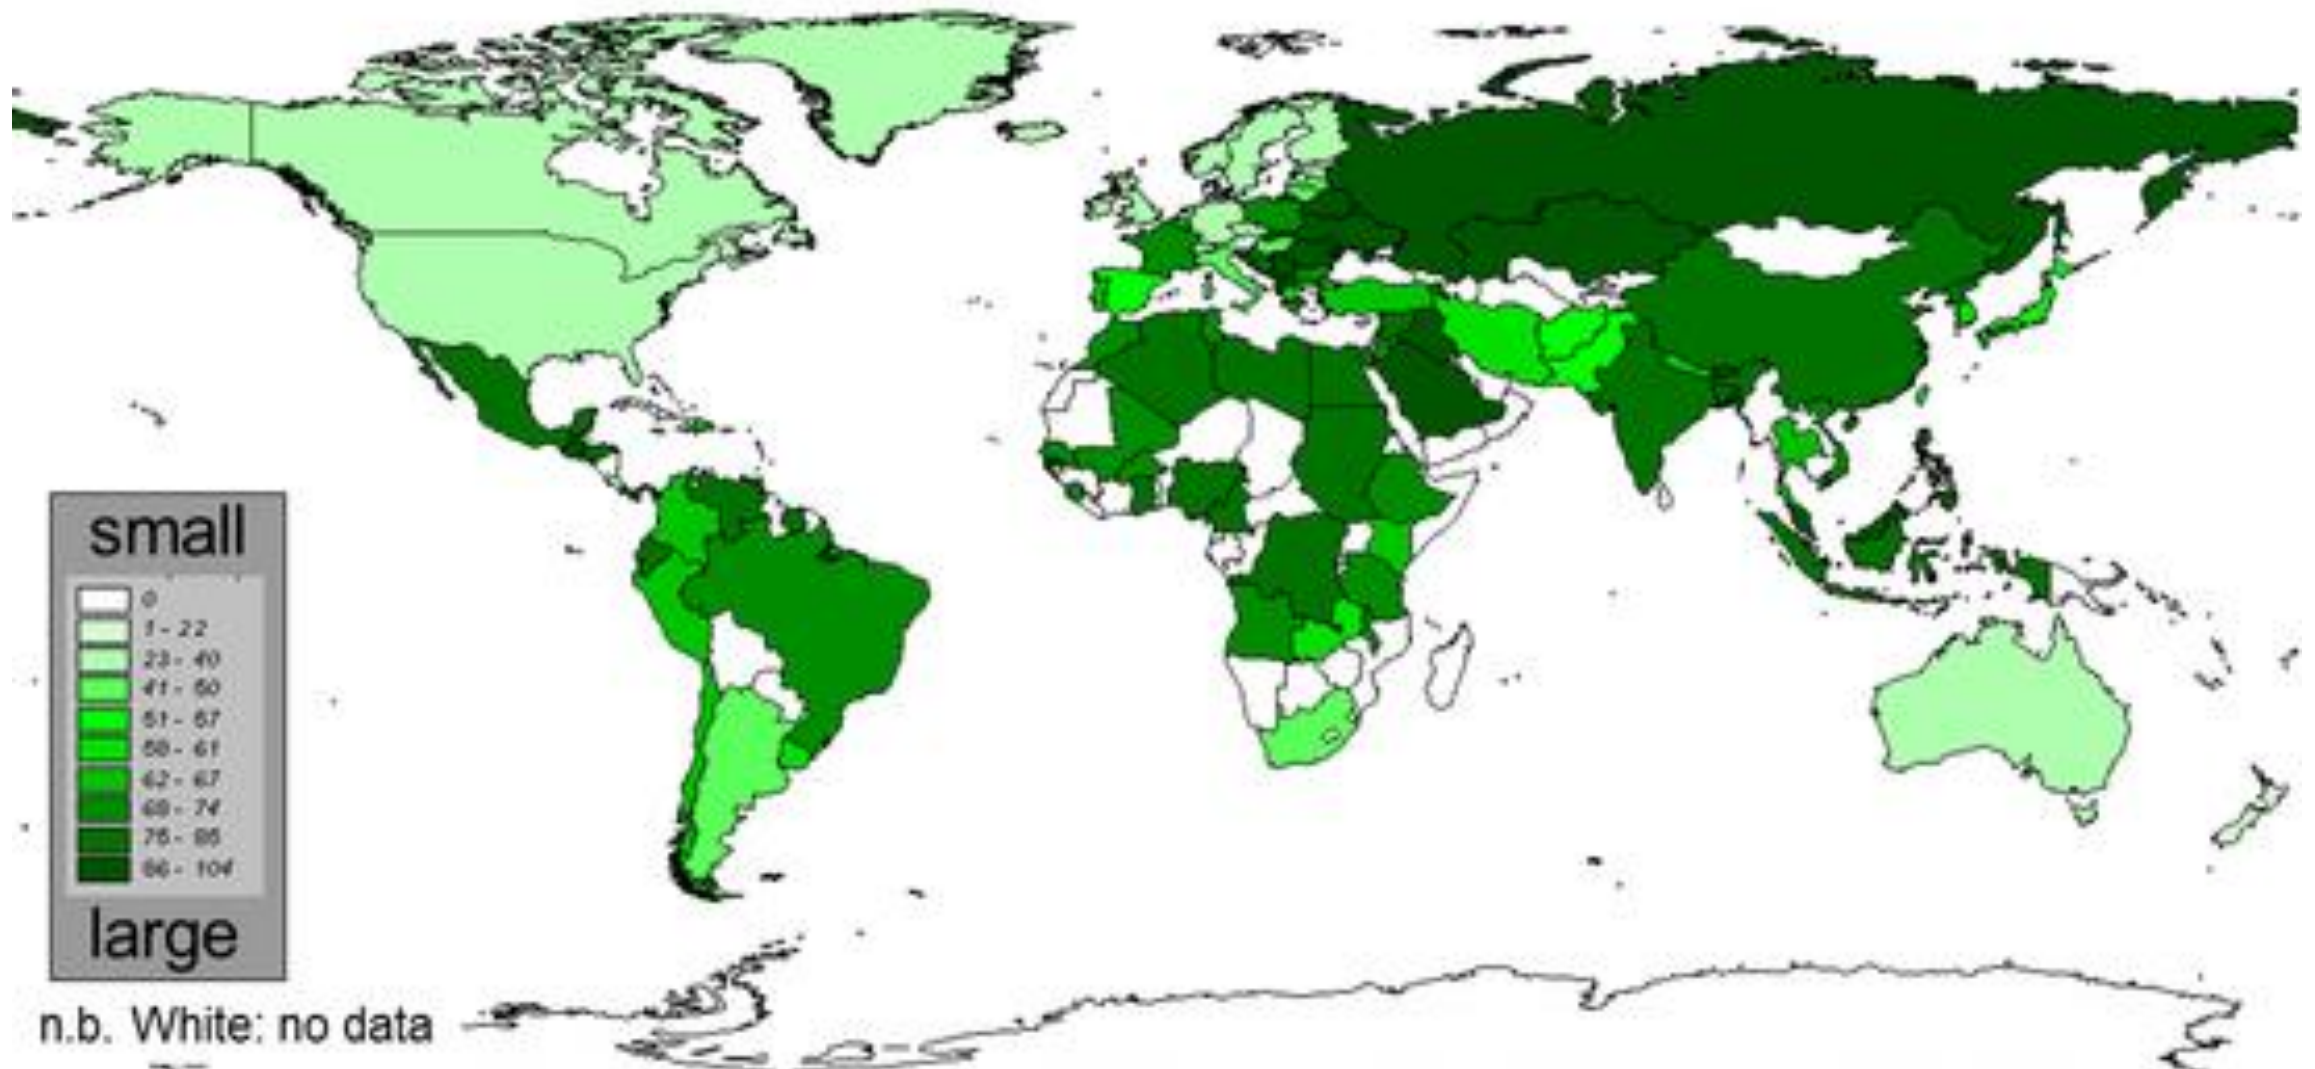 small
0
1 - 22
23 - 40
41 - 50
51 - 57
58 - 61
62 - 67
68 - 74
75 - 85
86 - 104
large
n.b. White: no data